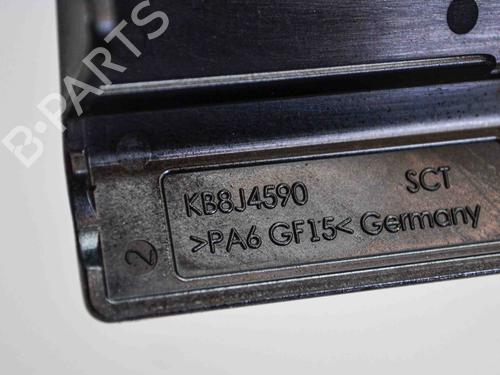 B-PARTS
KB8J4590 SCT
>PA6 GF15< Germany
2